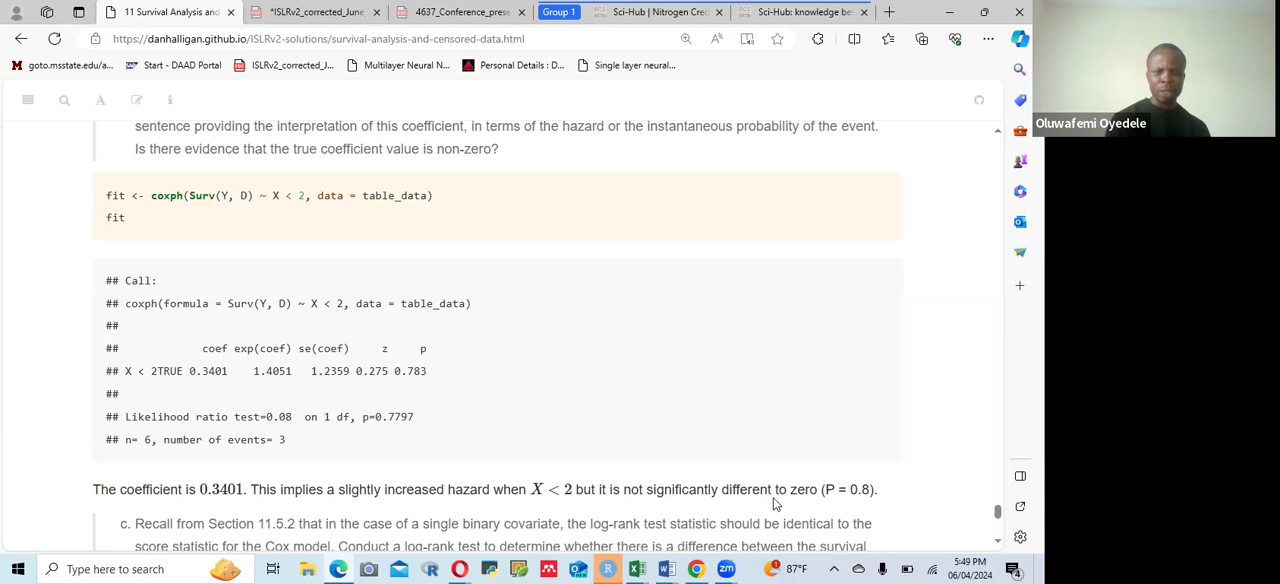 11 Survival Analysis and
*ISLRv2_corrected_June_
4637_Conference_pres
Group 1
Sci-Hub | Nitrogen Cred
Sci-Hub: knowledge be
https://danhalligan.github.io/ISLRv2-solutions/survival-analysis-and-censored-data.html
goto.msstate.edu/a...
Start - DAAD Portal
ISLRv2_corrected_J...
Multilayer Neural N...
Personal Details : D...
Single layer neural...
Oluwafemi Oyedele
sentence providing the interpretation of this coefficient, in terms of the hazard or the instantaneous probability of the event.
Is there evidence that the true coefficient value is non-zero?
fit <- coxph(Surv(Y, D) ~ X < 2, data = table_data)
fit
## Call:
## coxph(formula = Surv(Y, D) ~ X < 2, data = table_data)
##
## coef exp(coef) se(coef) z p
## X < 2TRUE 0.3401 1.4051 1.2359 0.275 0.783
##
## Likelihood ratio test=0.08 on 1 df, p=0.7797
## n= 6, number of events= 3
The coefficient is 0.3401. This implies a slightly increased hazard when X < 2 but it is not significantly different to zero (P = 0.8).
c. Recall from Section 11.5.2 that in the case of a single binary covariate, the log-rank test statistic should be identical to the
score statistic for the Cox model. Conduct a log-rank test to determine whether there is a difference between the survival
Type here to search
87°F
5:49 PM
06/04/2024